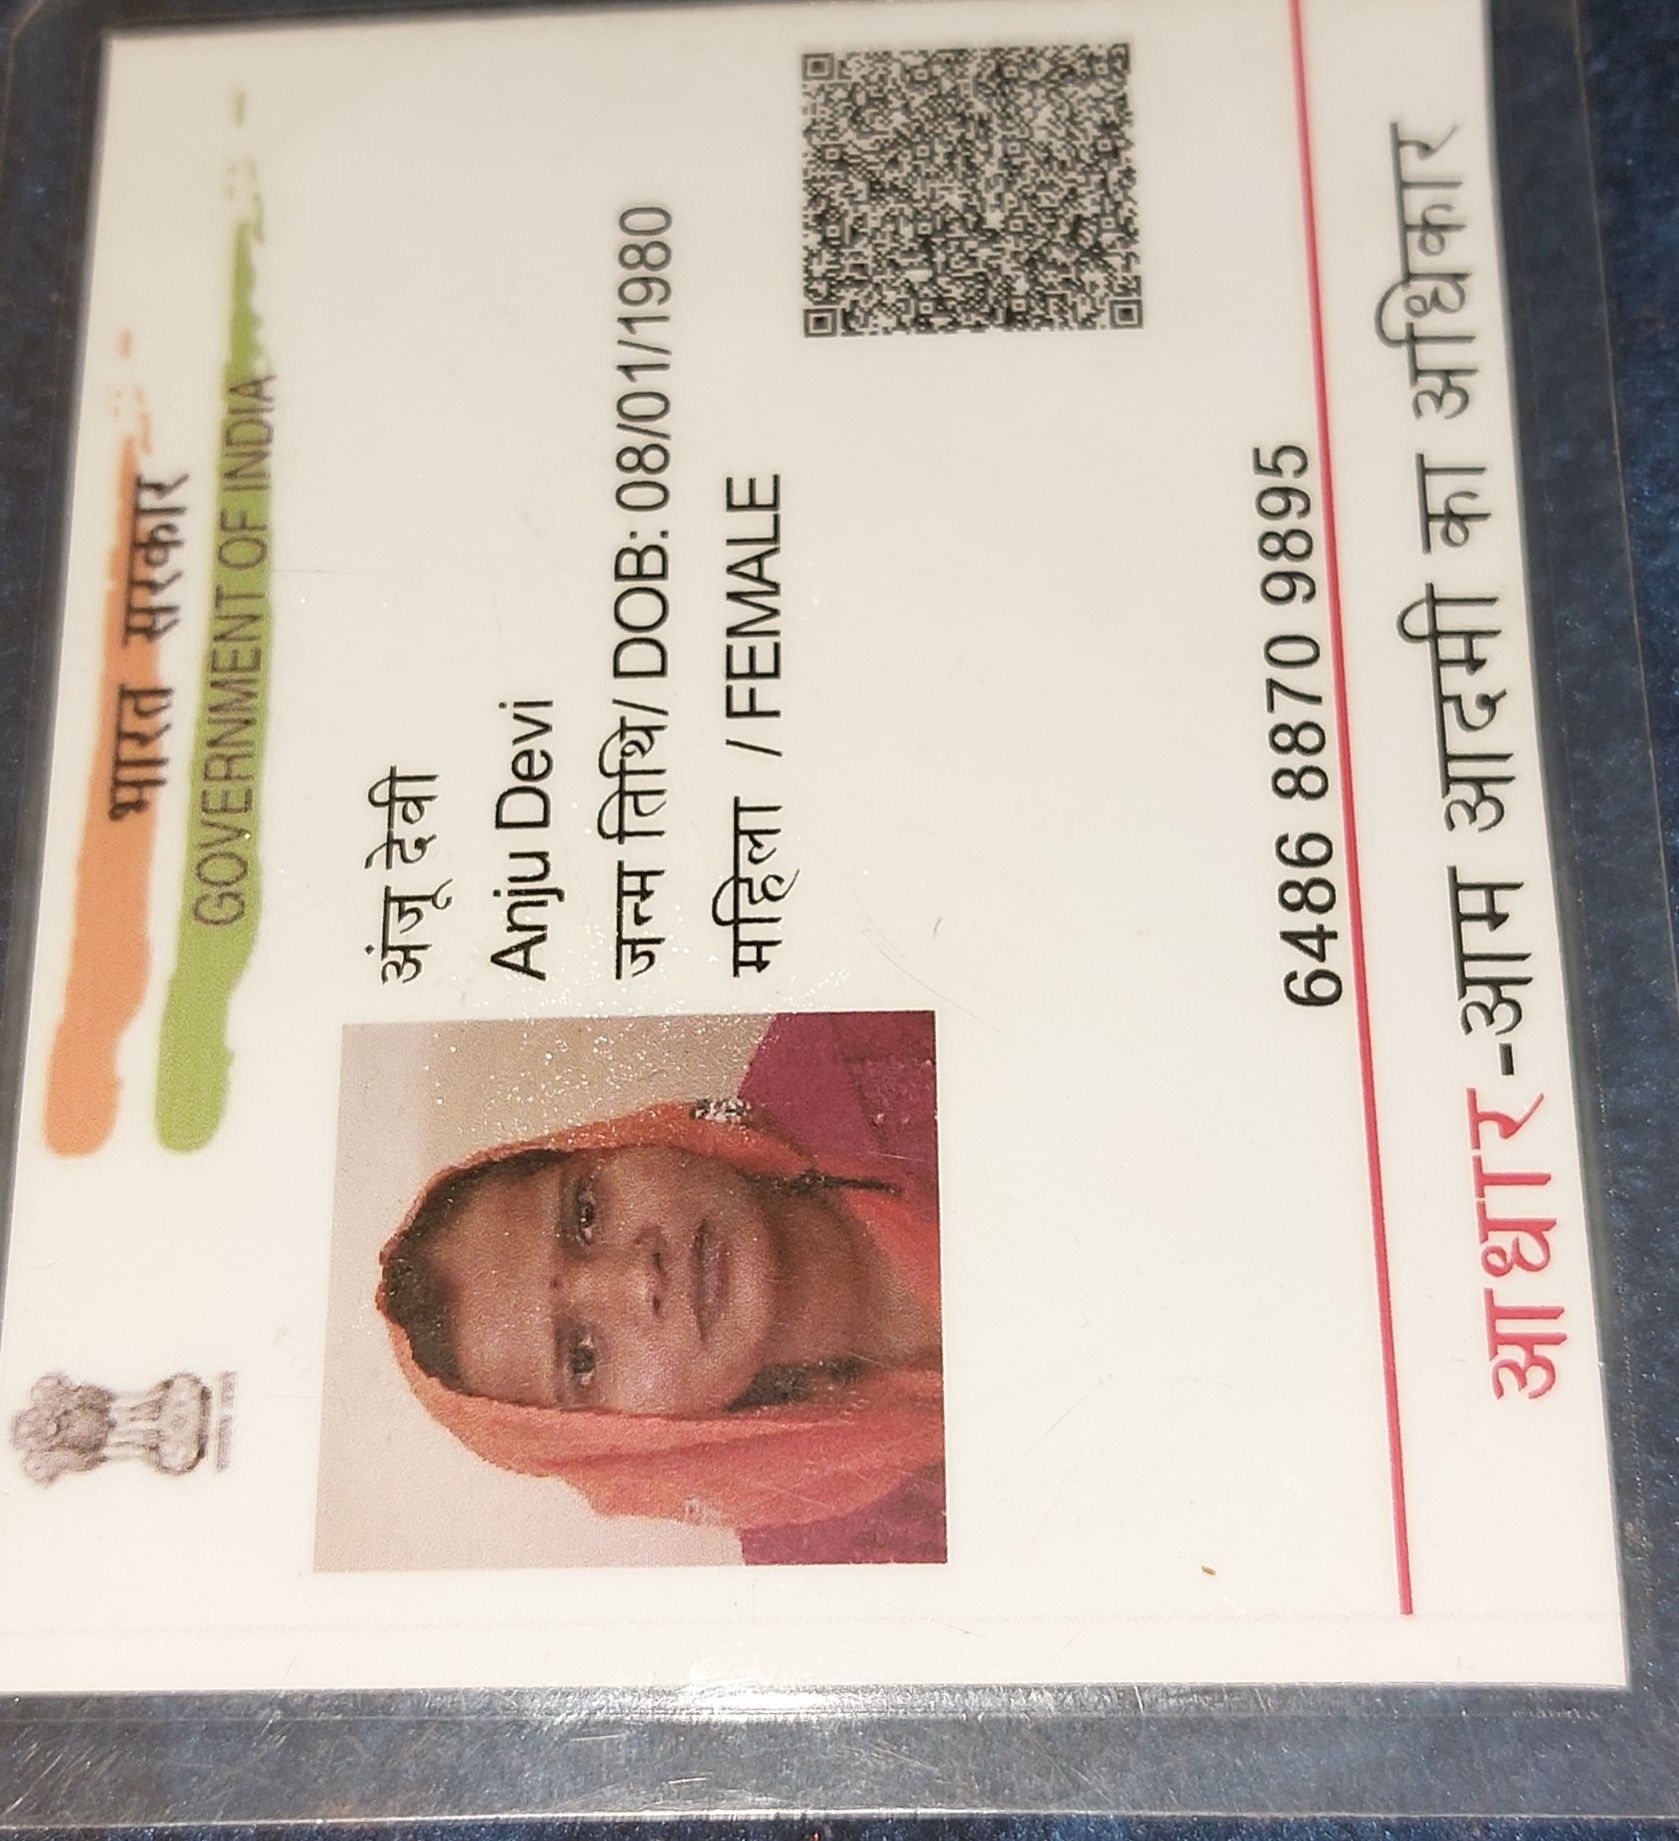 भारत सरकार
GOVERNMENT OF INDIA
अंजू देवी
Anju Devi
जन्म तिथि/ DOB: 08/01/1980
महिला / FEMALE
6486 8870 9895
आधार-आम आदमी का अधिकार